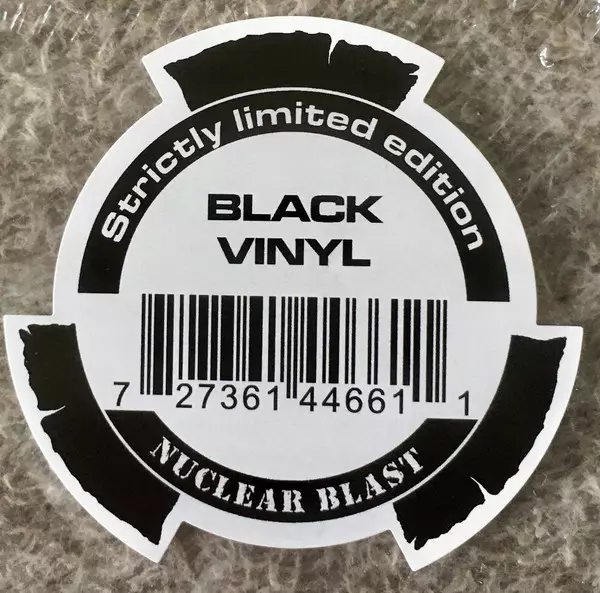 Strictly limited edition
BLACK
VINYL
7 27361 44661 1
NUCLEAR BLAST